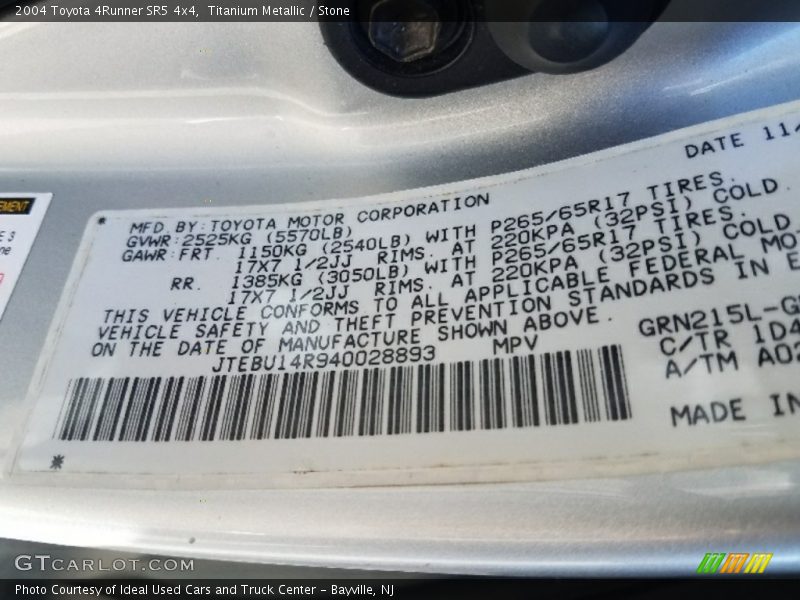 2004 Toyota 4Runner SR5 4x4, Titanium Metallic / Stone
DATE 11/
EMENT
MFD. BY: TOYOTA MOTOR CORPORATION
GVWR: 2525KG (5570LB)
GAWR: FRT. 1150KG (2540LB) WITH P265/65R17 TIRES.
17X7 1/2JJ RIMS. AT 220KPA (32PSI) COLD.
RR. 1385KG (3050LB) WITH P265/65R17 TIRES.
17X7 1/2JJ RIMS. AT 220KPA (32PSI) COLD
THIS VEHICLE CONFORMS TO ALL APPLICABLE FEDERAL MO
VEHICLE SAFETY AND THEFT PREVENTION STANDARDS IN E
ON THE DATE OF MANUFACTURE SHOWN ABOVE.
JTEBU14R940028893 MPV
GRN215L-G
C/TR 1D4
A/TM A02
MADE IN
GTCARLOT.COM
Photo Courtesy of Ideal Used Cars and Truck Center - Bayville, NJ